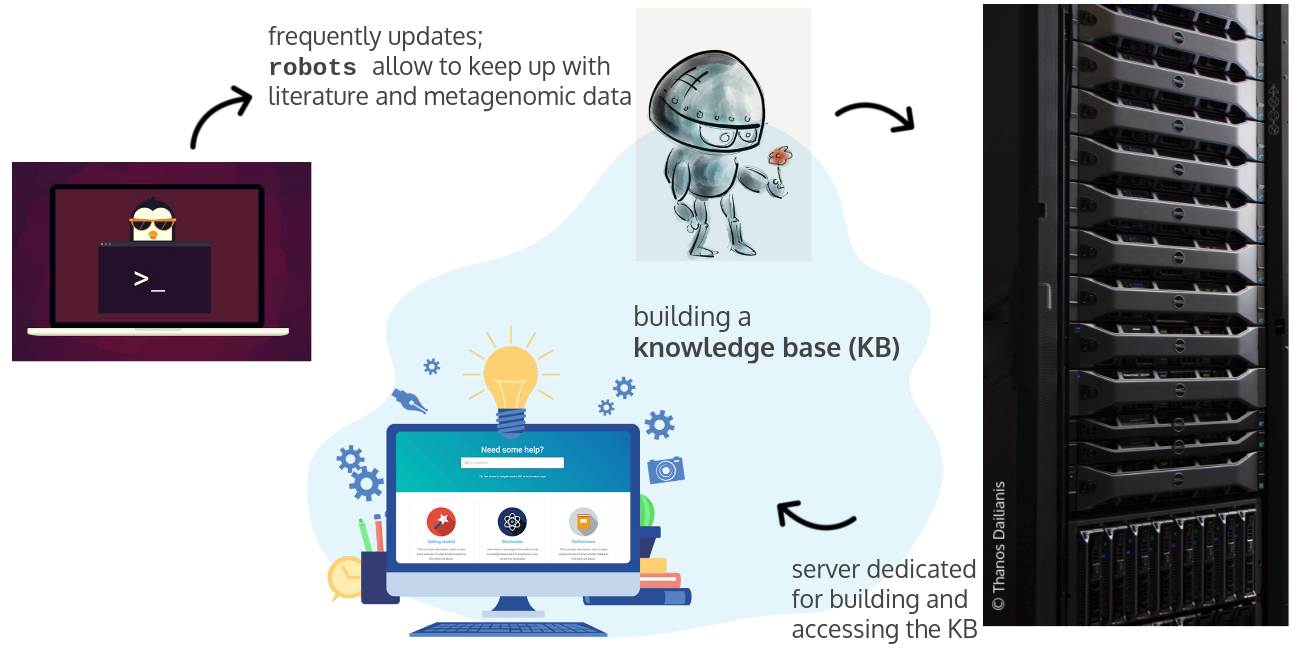 frequently updates;
robots allow to keep up with
literature and metagenomic data
>_
building a
knowledge base (KB)
Need some help?
Getting started
Shortcodes
Performance
server dedicated
for building and
accessing the KB
© Thanos Dailianis